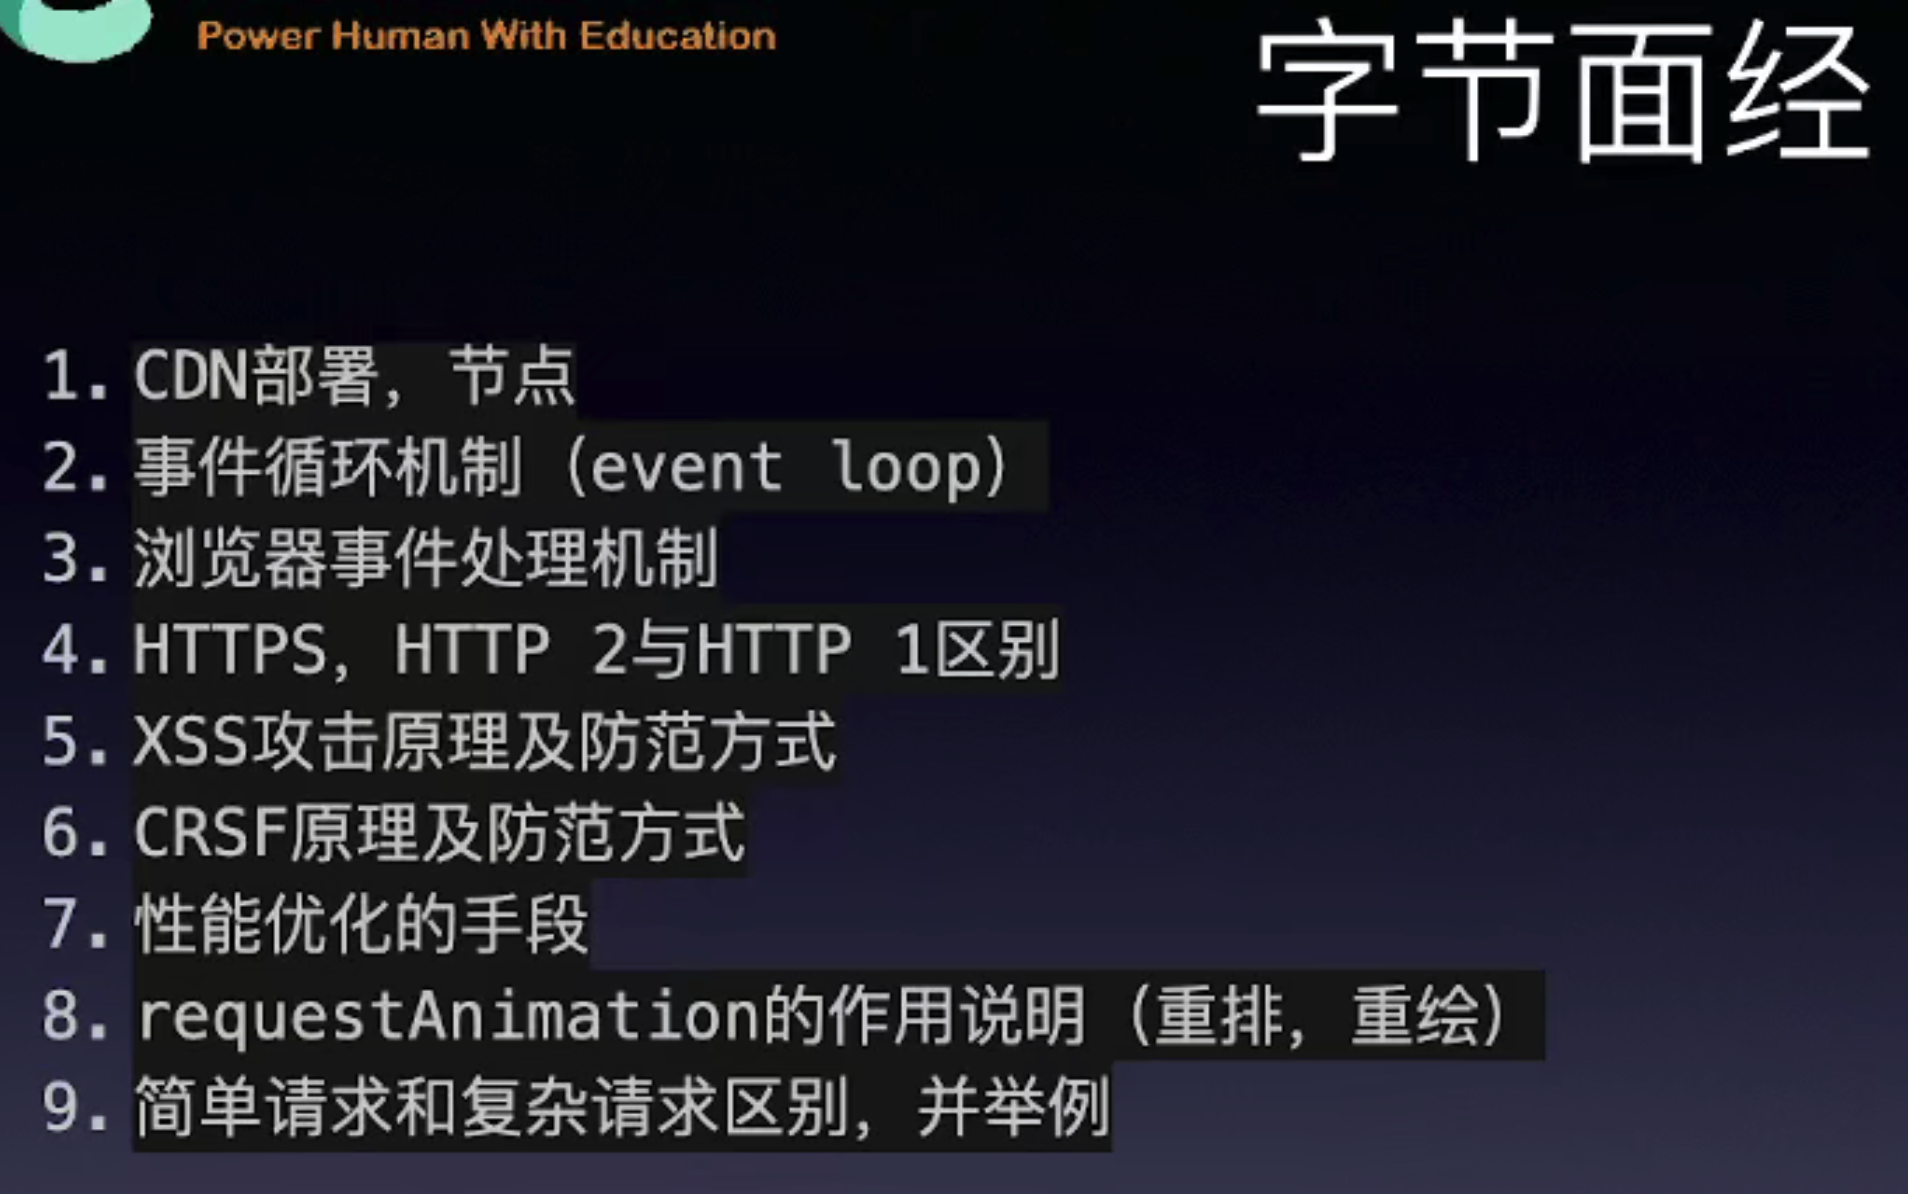 Power Human With Education
字节面经
1. CDN部署，节点
2. 事件循环机制（event loop）
3. 浏览器事件处理机制
4. HTTPS，HTTP 2与HTTP 1区别
5. XSS攻击原理及防范方式
6. CRSF原理及防范方式
7. 性能优化的手段
8. requestAnimation的作用说明（重排，重绘）
9. 简单请求和复杂请求区别，并举例